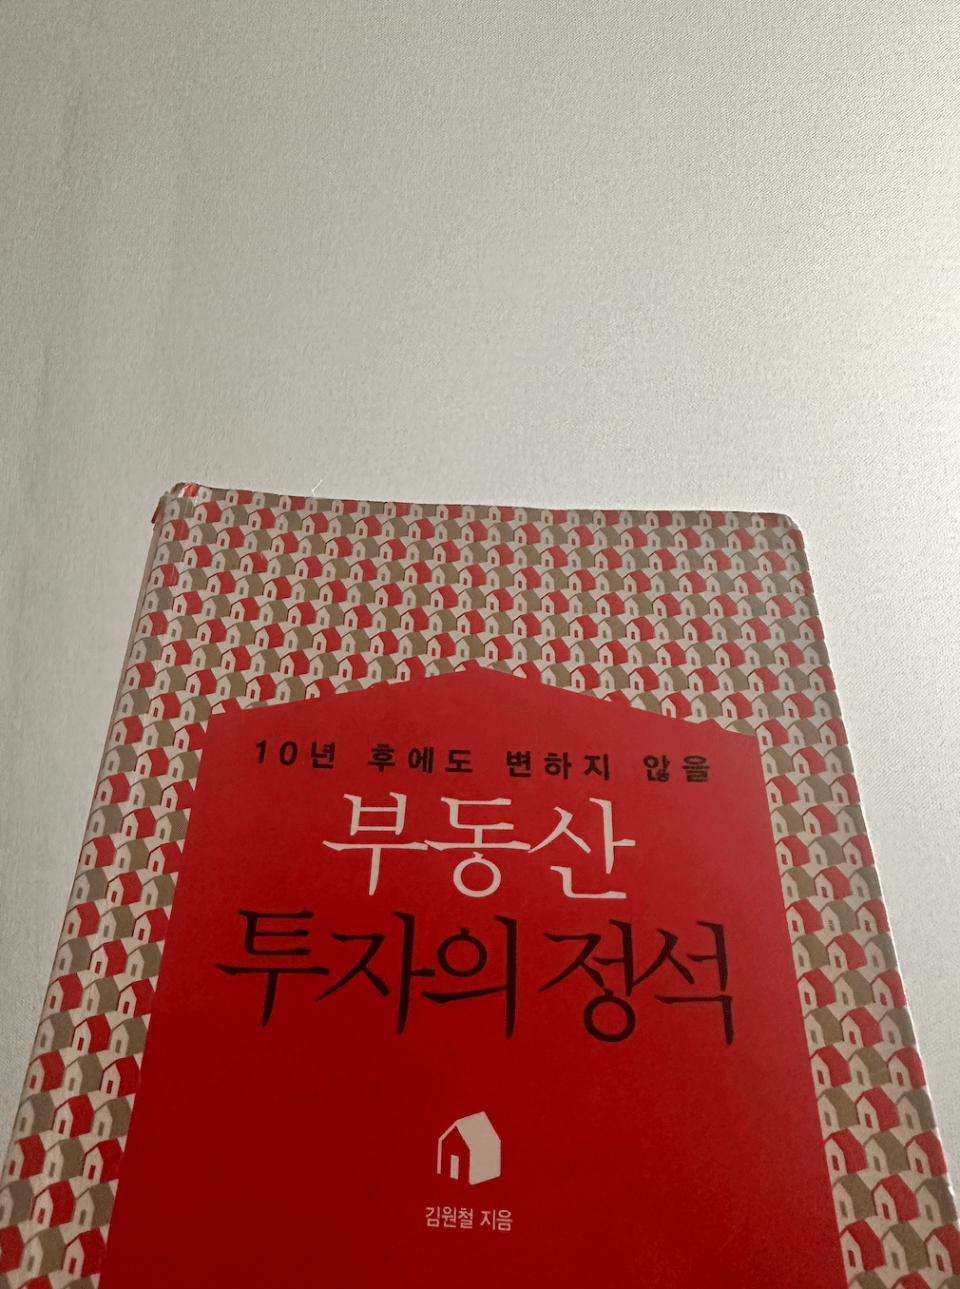 10년 후에도 변하지 않을
부동산
투자의 정석
김원철 지음